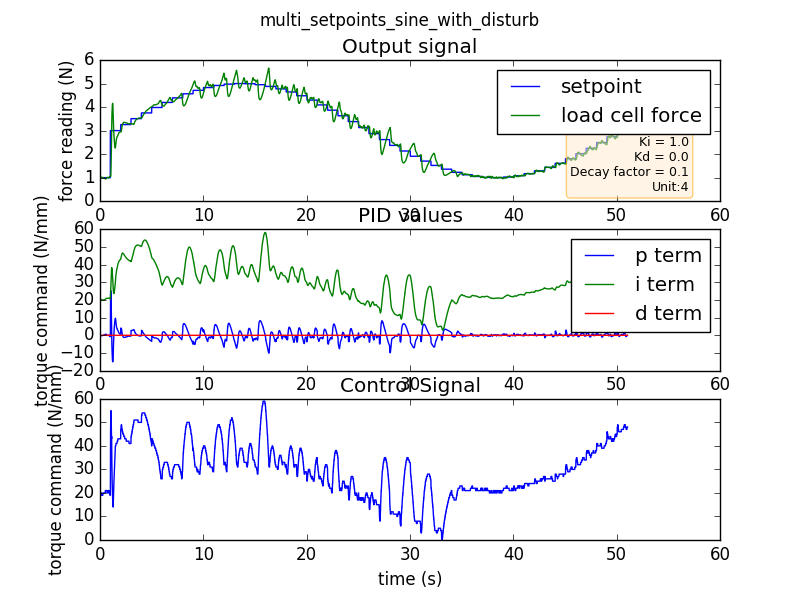 multi_setpoints_sine_with_disturb
Output signal
force reading (N)
6
5
4
3
2
1
0
setpoint
load cell force
Ki = 1.0
Kd = 0.0
Decay factor = 0.1
Unit:4
0 10 20 30 40 50 60
PID values
torque command (N/mm)
60
50
40
30
20
10
0
−10
−20
p term
i term
d term
0 10 20 30 40 50 60
Control Signal
torque command (N/mm)
60
50
40
30
20
10
0
0 10 20 30 40 50 60
time (s)